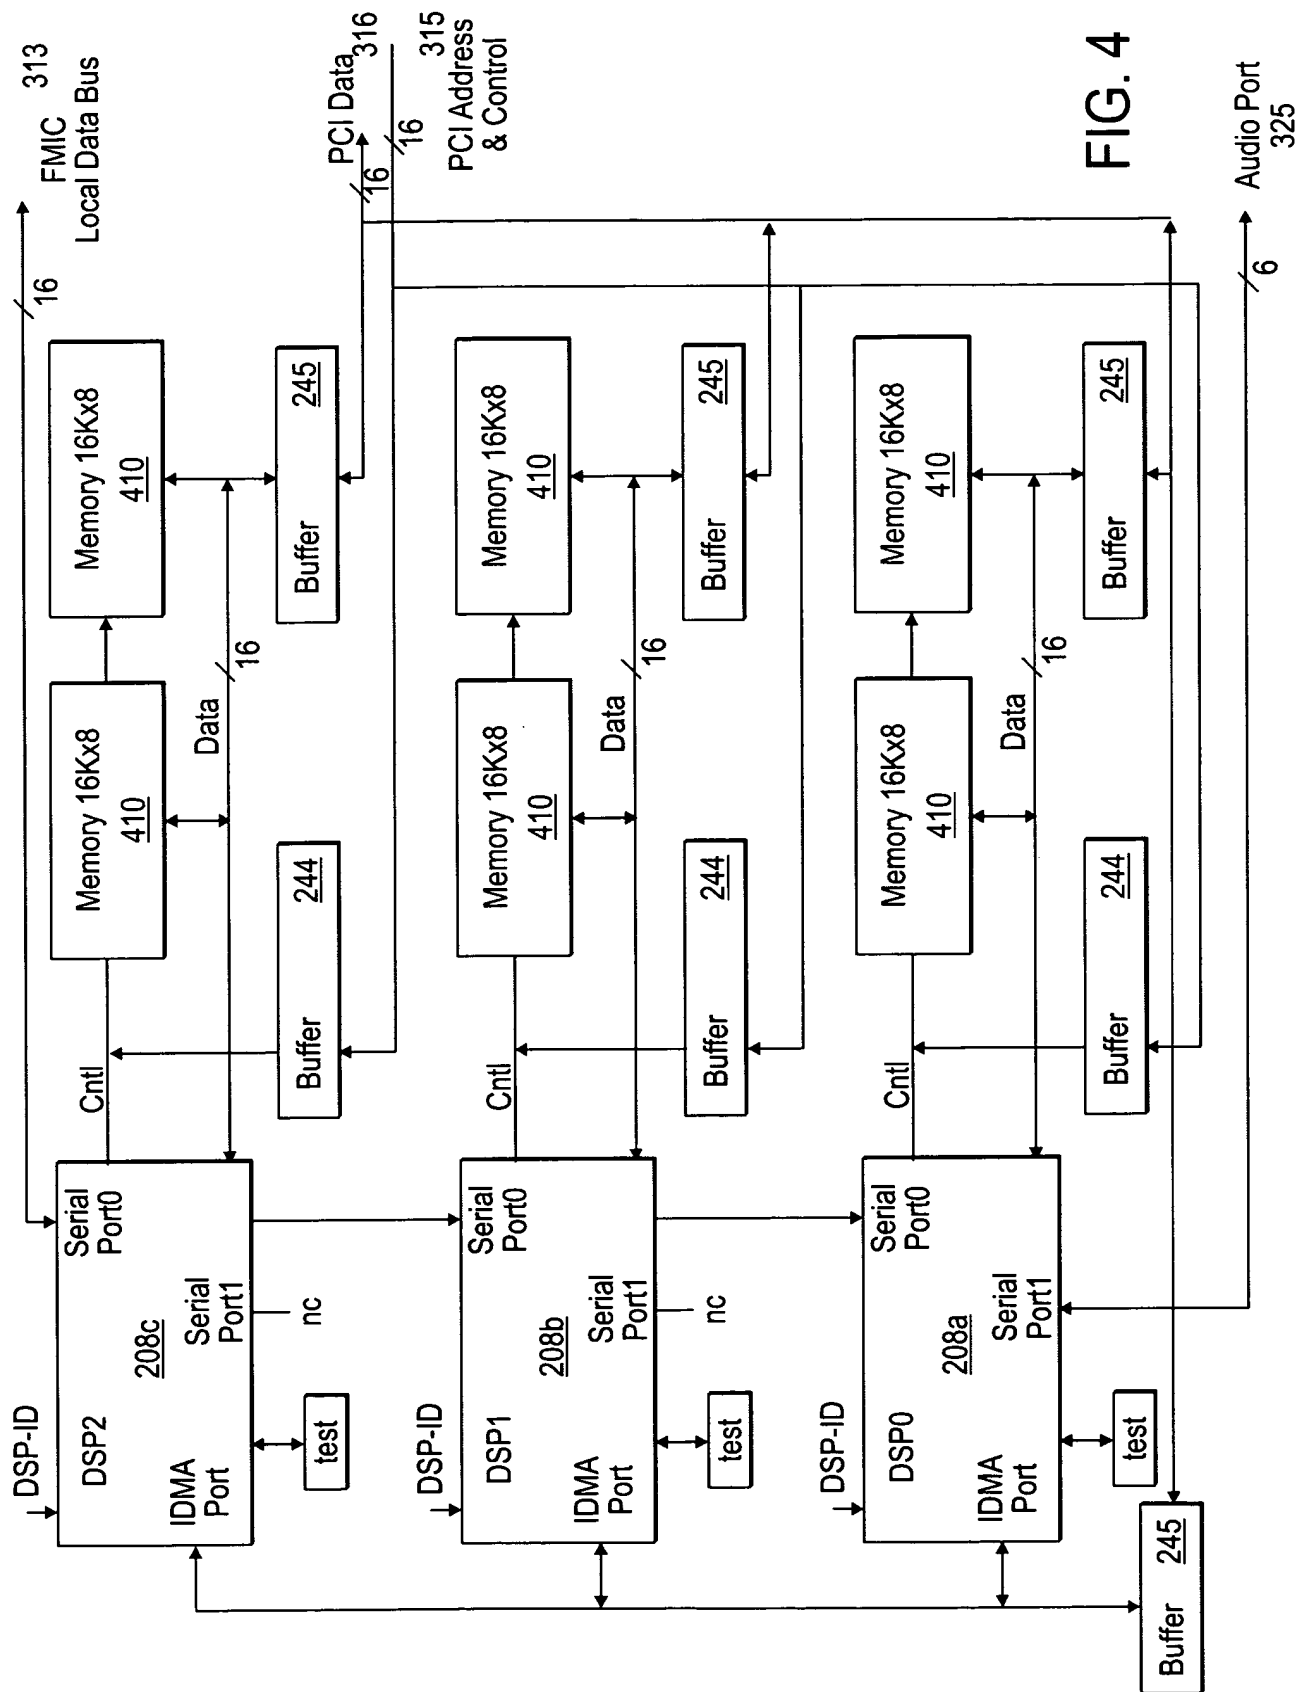 FMIC 313
Local Data Bus
16
PCI Data 316
16
16
315
PCI Address
& Control
FIG. 4
Audio Port
325
6
DSP-ID
DSP2
208c
IDMA
Port
Serial
Port0
Serial
Port1
nc
test
Cntl
Memory 16Kx8
410
Memory 16Kx8
410
Data
16
Buffer 244
Buffer 245
DSP-ID
DSP1
208b
IDMA
Port
Serial
Port0
Serial
Port1
nc
test
Cntl
Memory 16Kx8
410
Memory 16Kx8
410
Data
16
Buffer 244
Buffer 245
DSP-ID
DSP0
208a
IDMA
Port
Serial
Port0
Serial
Port1
test
Cntl
Memory 16Kx8
410
Memory 16Kx8
410
Data
16
Buffer 244
Buffer 245
Buffer 245